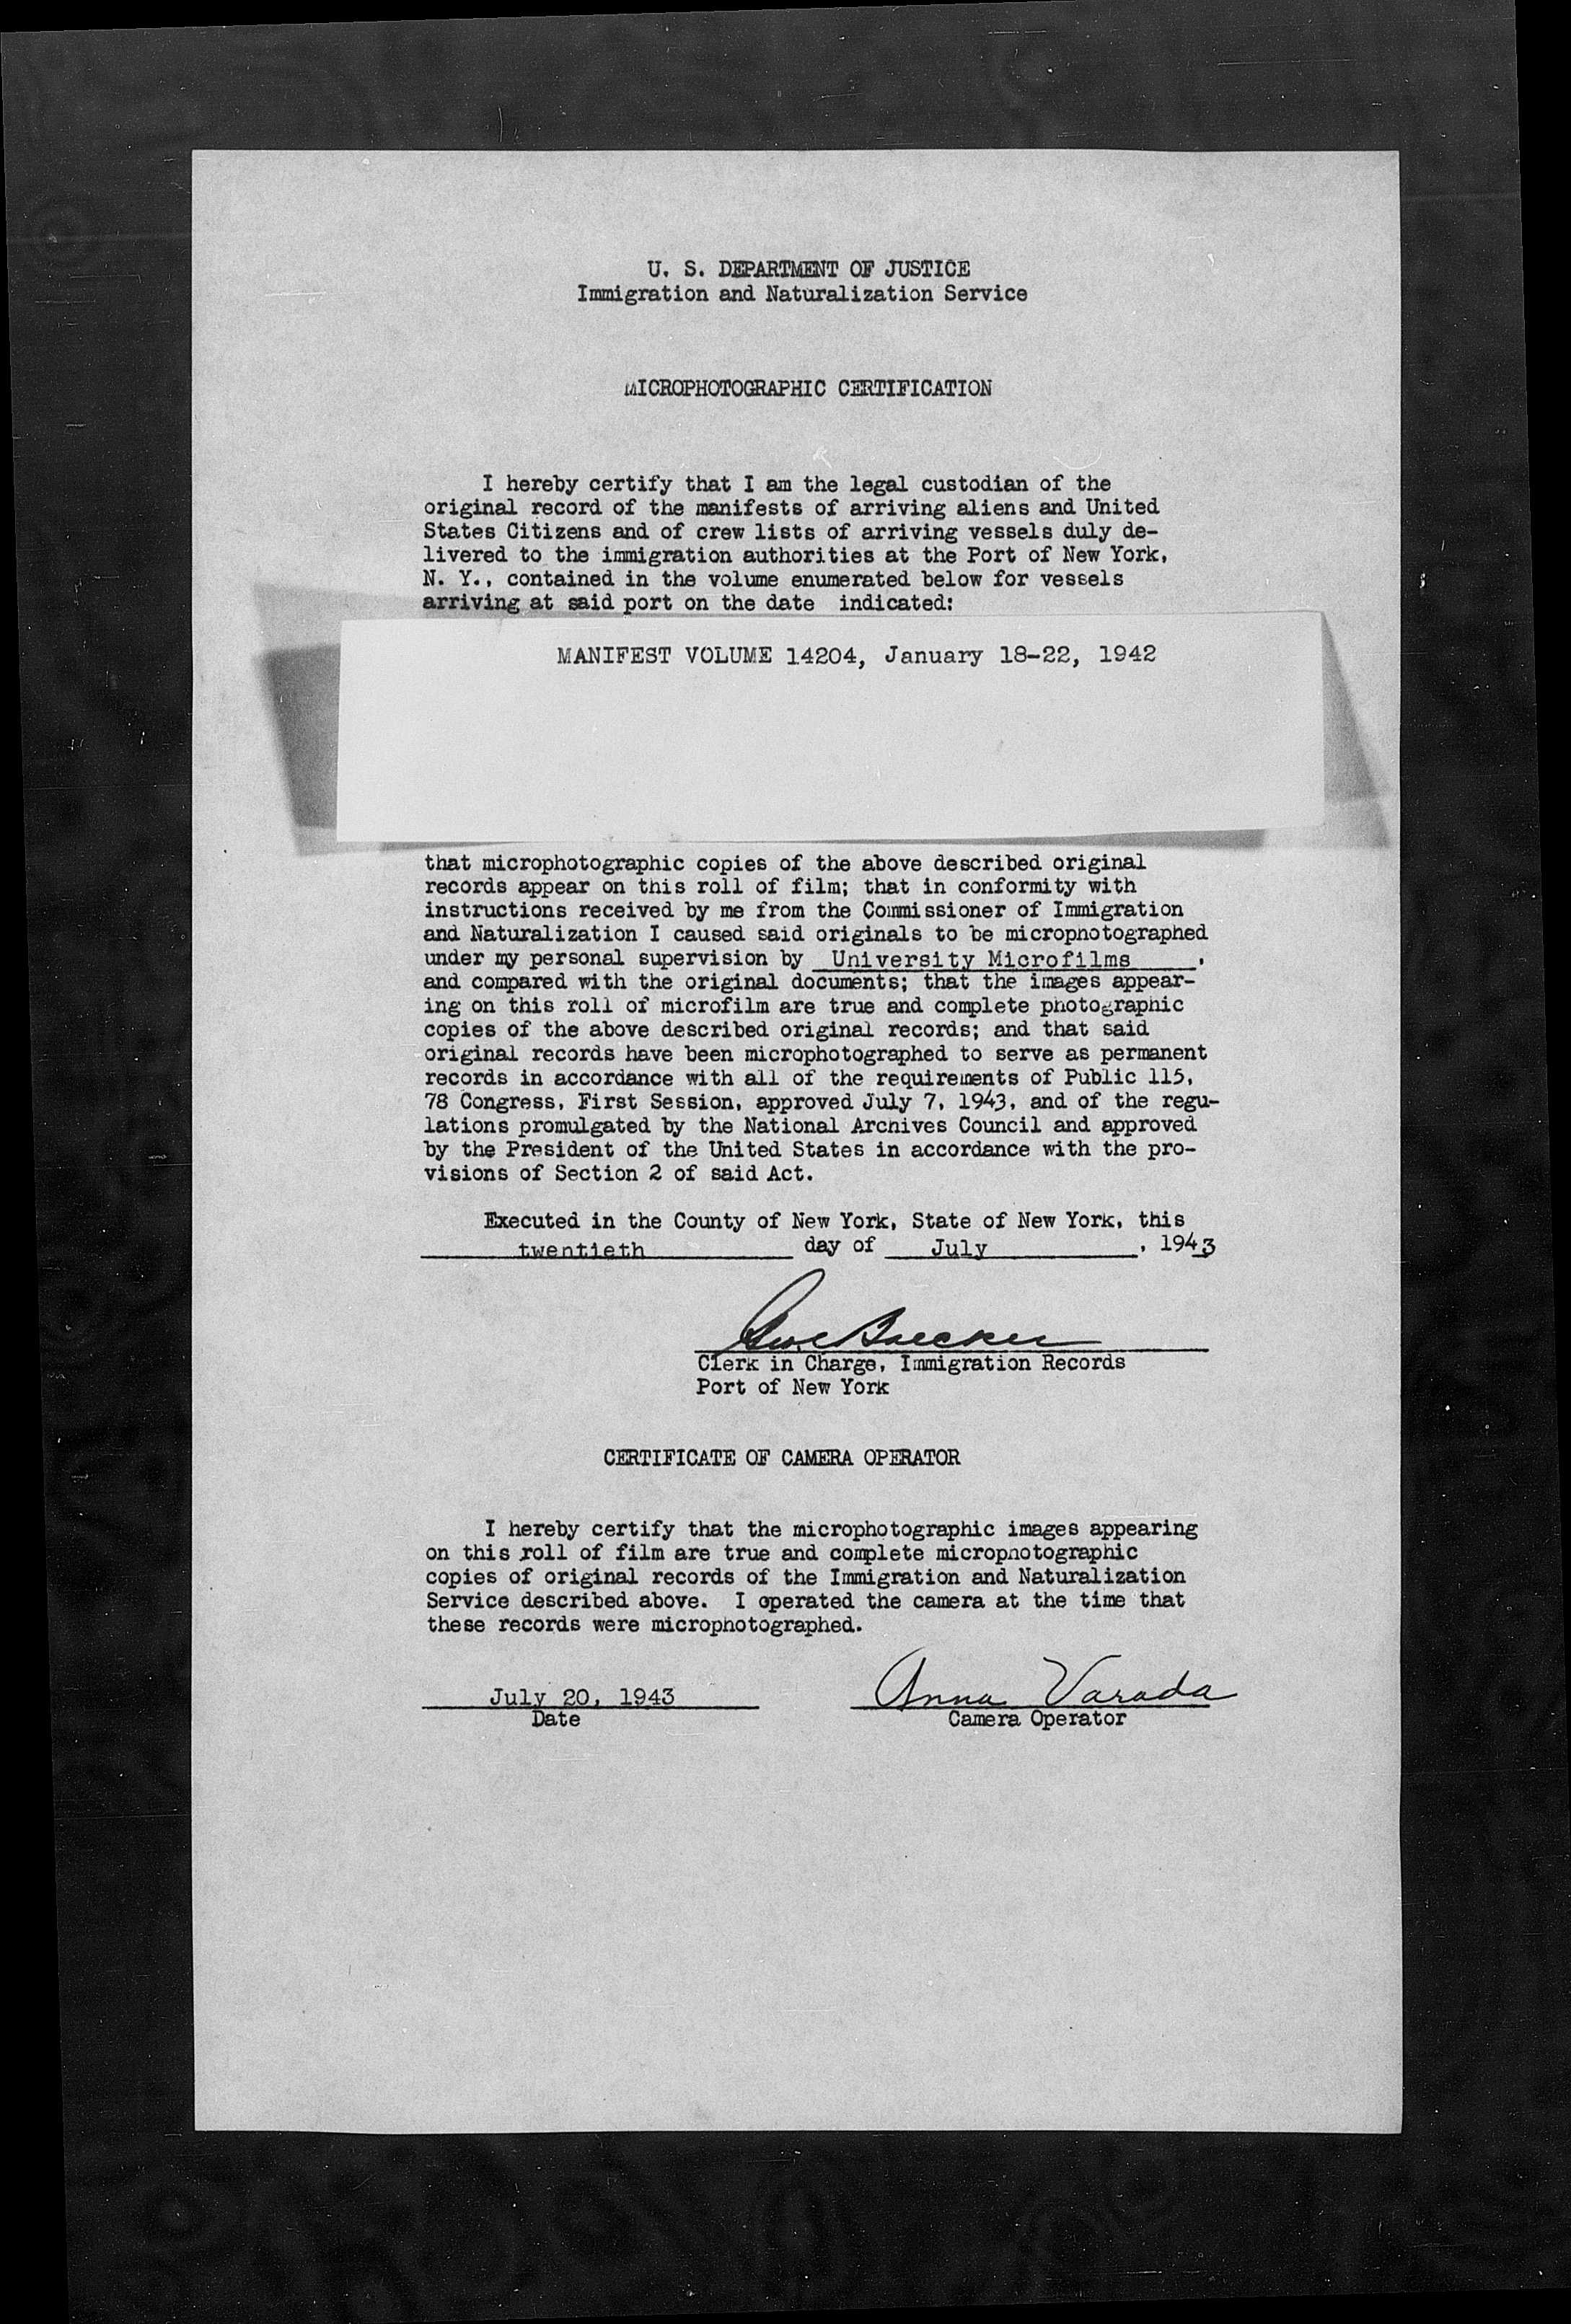 U. S. DEPARTMENT OF JUSTICE
Immigration and Naturalization Service
MICROPHOTOGRAPHIC CERTIFICATION
I hereby certify that I am the legal custodian of the
original record of the manifests of arriving aliens and United
States Citizens and of crew lists of arriving vessels duly de-
livered to the immigration authorities at the Port of New York,
N. Y., contained in the volume enumerated below for vessels
arriving at said port on the date indicated:
MANIFEST VOLUME 14204, January 18-22, 1942
that microphotographic copies of the above described original
records appear on this roll of film; that in conformity with
instructions received by me from the Commissioner of Immigration
and Naturalization I caused said originals to be microphotographed
under my personal supervision by University Microfilms,
and compared with the original documents; that the images appear-
ing on this roll of microfilm are true and complete photographic
copies of the above described original records; and that said
original records have been microphotographed to serve as permanent
records in accordance with all of the requirements of Public 115,
78 Congress, First Session, approved July 7, 1943, and of the regu-
lations promulgated by the National Archives Council and approved
by the President of the United States in accordance with the pro-
visions of Section 2 of said Act.
Executed in the County of New York, State of New York, this
twentieth day of July, 1943
Clerk in Charge, Immigration Records
Port of New York
CERTIFICATE OF CAMERA OPERATOR
I hereby certify that the microphotographic images appearing
on this roll of film are true and complete microphotographic
copies of original records of the Immigration and Naturalization
Service described above. I operated the camera at the time that
these records were microphotographed.
July 20, 1943 Anna Varada
Date Camera Operator